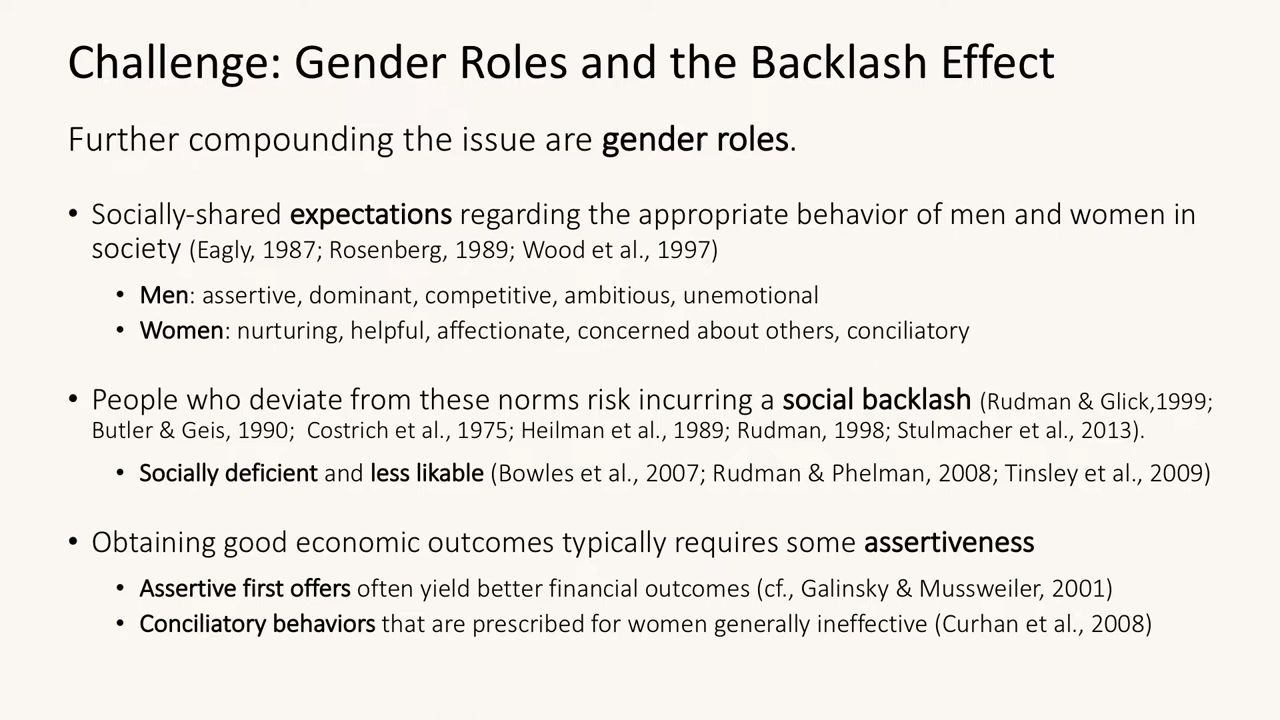 Challenge: Gender Roles and the Backlash Effect
Further compounding the issue are gender roles.
• Socially-shared expectations regarding the appropriate behavior of men and women in
society (Eagly, 1987; Rosenberg, 1989; Wood et al., 1997)
• Men: assertive, dominant, competitive, ambitious, unemotional
• Women: nurturing, helpful, affectionate, concerned about others, conciliatory
• People who deviate from these norms risk incurring a social backlash (Rudman & Glick,1999;
Butler & Geis, 1990;  Costrich et al., 1975; Heilman et al., 1989; Rudman, 1998; Stulmacher et al., 2013).
• Socially deficient and less likable (Bowles et al., 2007; Rudman & Phelman, 2008; Tinsley et al., 2009)
• Obtaining good economic outcomes typically requires some assertiveness
• Assertive first offers often yield better financial outcomes (cf., Galinsky & Mussweiler, 2001)
• Conciliatory behaviors that are prescribed for women generally ineffective (Curhan et al., 2008)